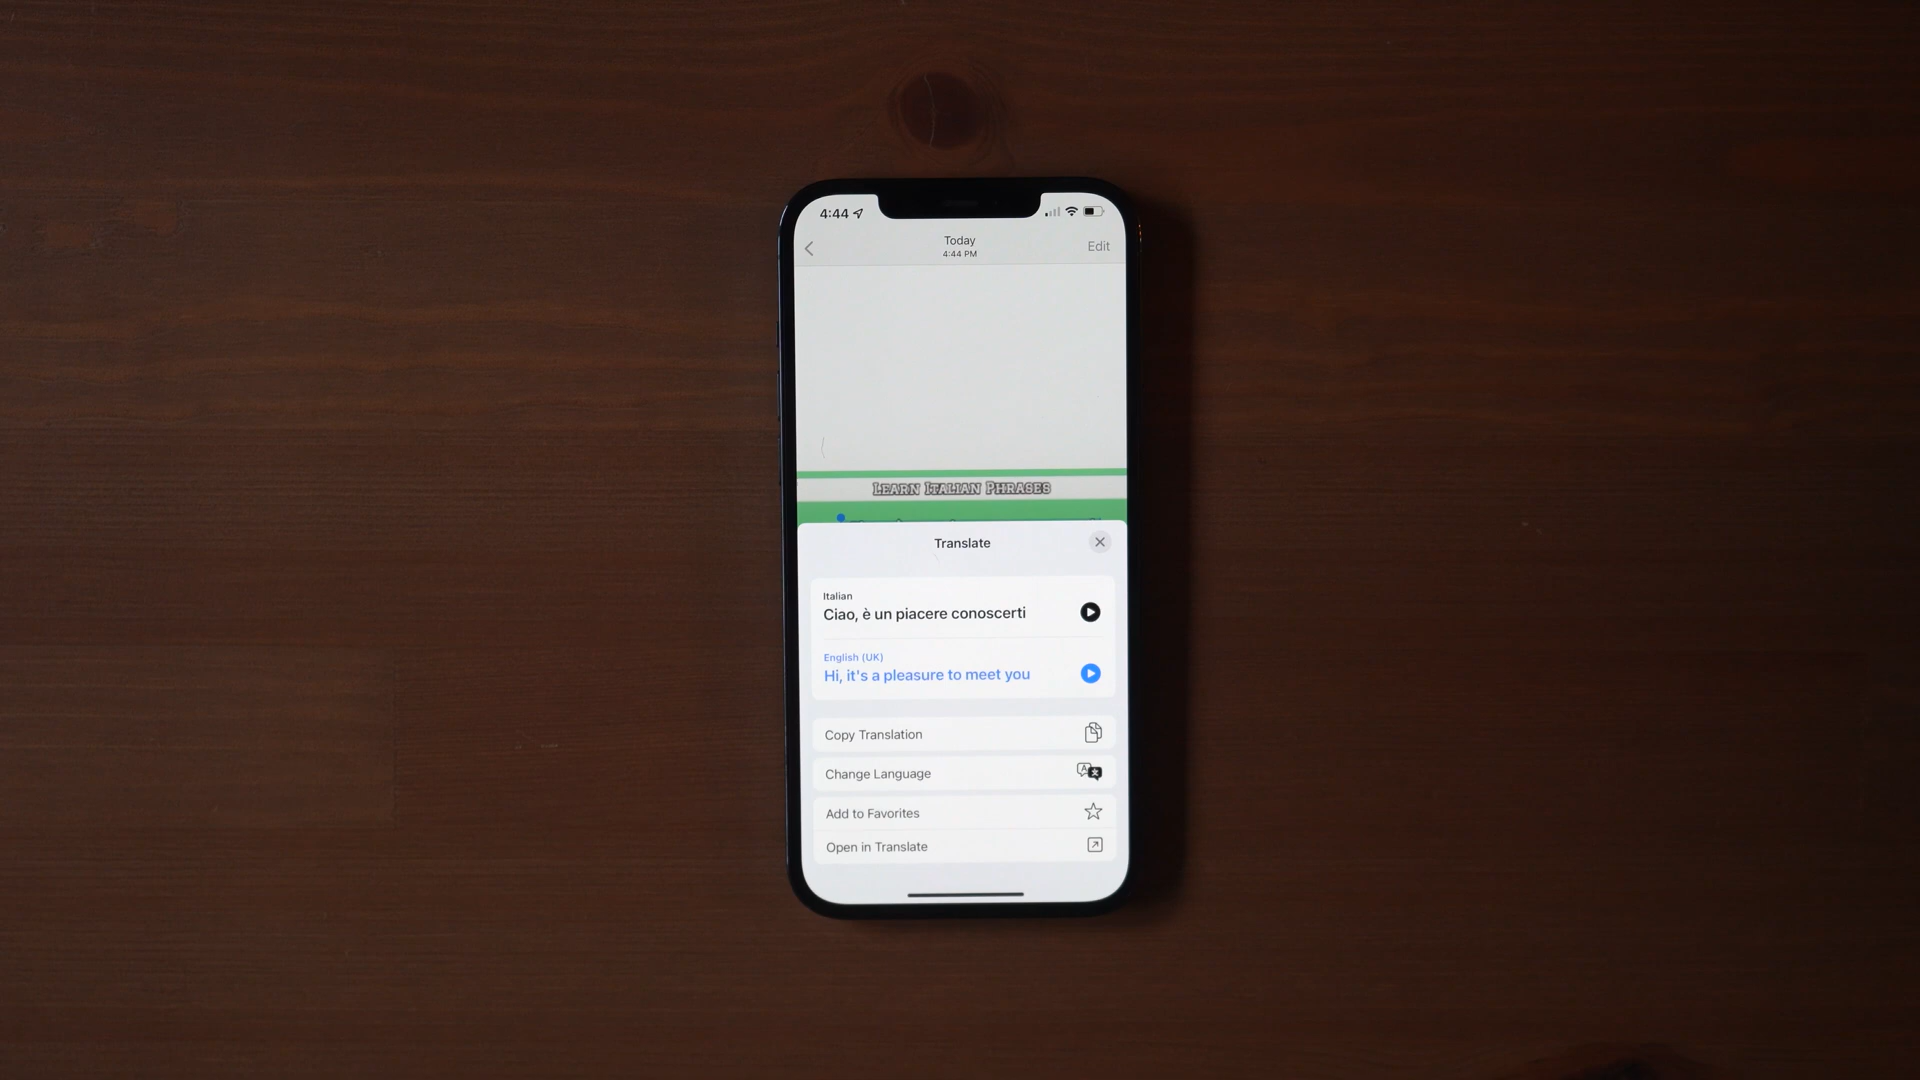 4:44
Today
4:44 PM
Edit
LEARN ITALIAN PHRASES
Translate
Italian
Ciao, è un piacere conoscerti
English (UK)
Hi, it's a pleasure to meet you
Copy Translation
Change Language
Add to Favorites
Open in Translate